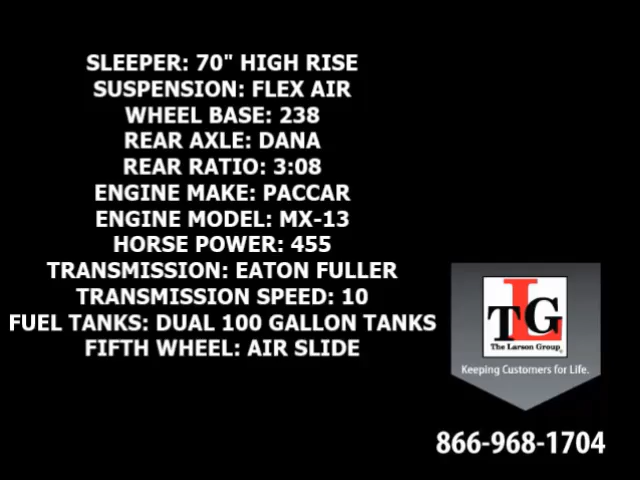 SLEEPER: 70" HIGH RISE
SUSPENSION: FLEX AIR
WHEEL BASE: 238
REAR AXLE: DANA
REAR RATIO: 3:08
ENGINE MAKE: PACCAR
ENGINE MODEL: MX-13
HORSE POWER: 455
TRANSMISSION: EATON FULLER
TRANSMISSION SPEED: 10
FUEL TANKS: DUAL 100 GALLON TANKS
FIFTH WHEEL: AIR SLIDE
TLG
The Larson Group
Keeping Customers for Life.
866-968-1704